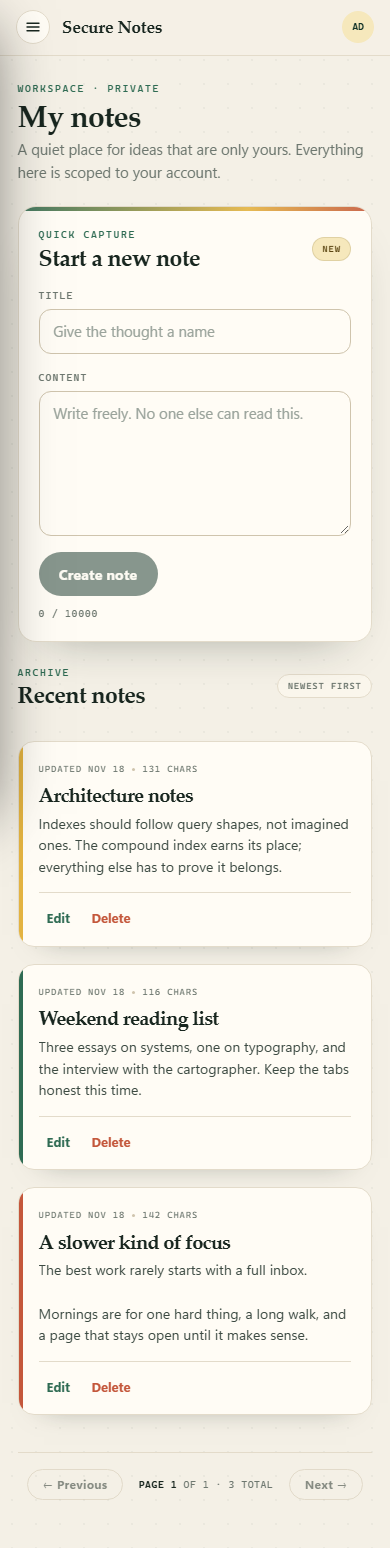 Secure Notes
AD
WORKSPACE · PRIVATE
My notes
A quiet place for ideas that are only yours. Everything
here is scoped to your account.
QUICK CAPTURE
Start a new note
NEW
TITLE
Give the thought a name
CONTENT
Write freely. No one else can read this.
Create note
0 / 10000
ARCHIVE
Recent notes
NEWEST FIRST
UPDATED NOV 18 • 131 CHARS
Architecture notes
Indexes should follow query shapes, not imagined
ones. The compound index earns its place;
everything else has to prove it belongs.
Edit Delete
UPDATED NOV 18 • 116 CHARS
Weekend reading list
Three essays on systems, one on typography, and
the interview with the cartographer. Keep the tabs
honest this time.
Edit Delete
UPDATED NOV 18 • 142 CHARS
A slower kind of focus
The best work rarely starts with a full inbox.
Mornings are for one hard thing, a long walk, and
a page that stays open until it makes sense.
Edit Delete
← Previous PAGE 1 OF 1 · 3 TOTAL Next →